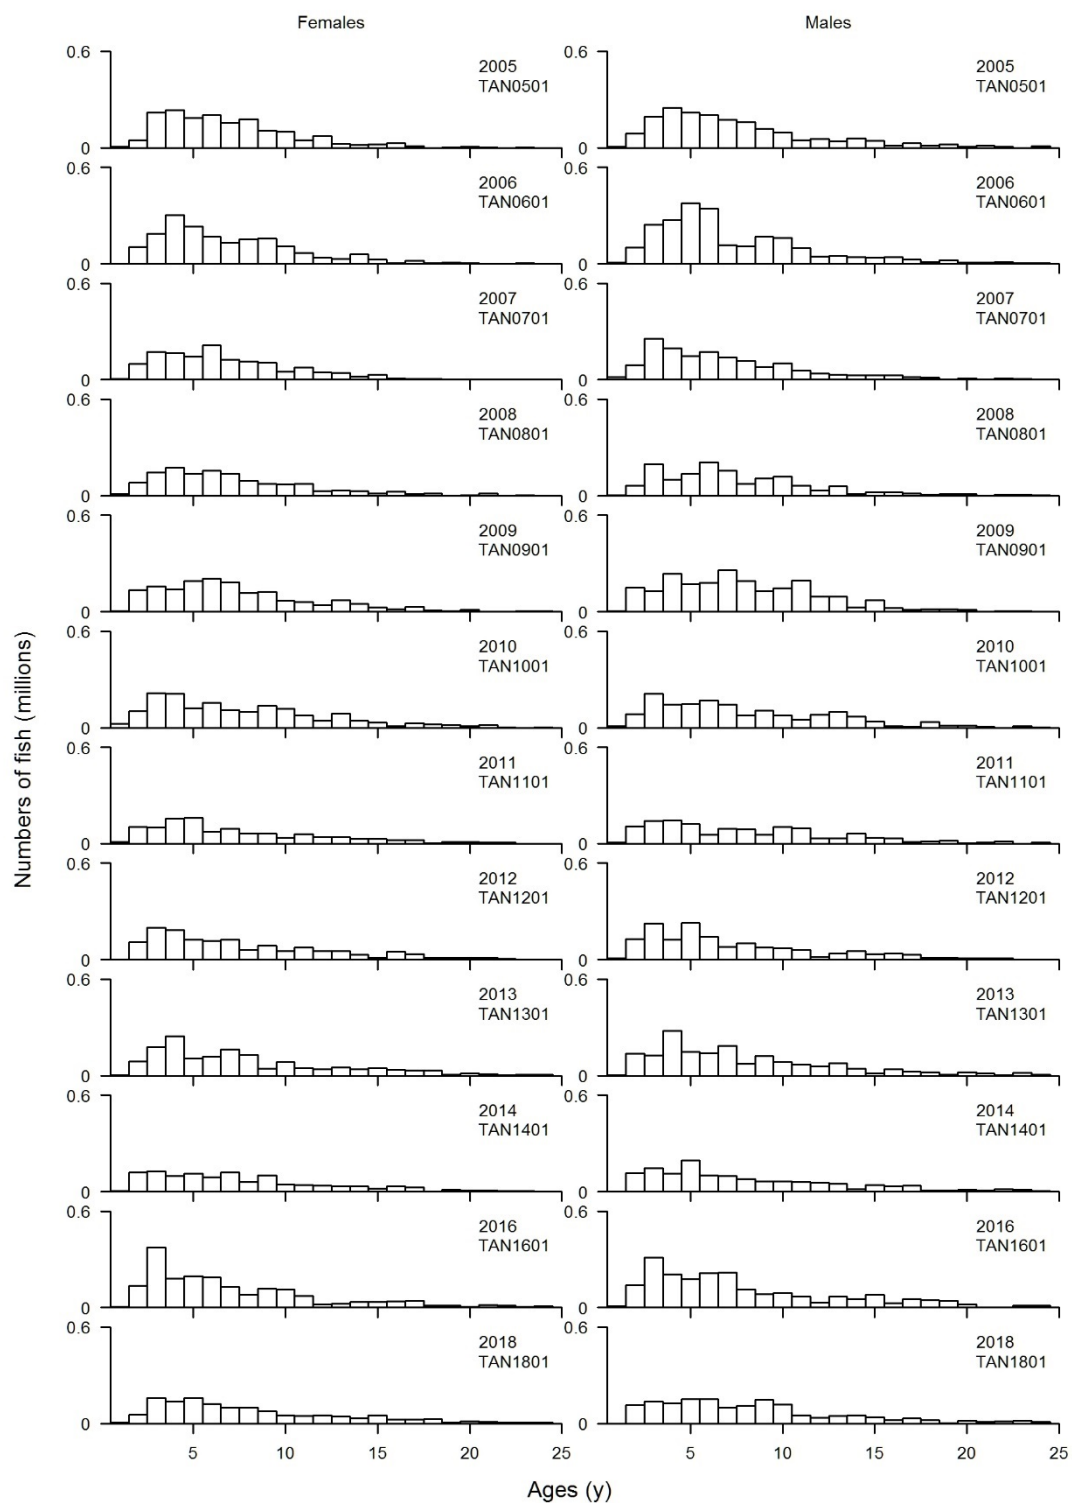 Females Males
0.6 0.6
2005 2005
TAN0501 TAN0501
0 0
0.6 0.6
2006 2006
TAN0601 TAN0601
0 0
0.6 0.6
2007 2007
TAN0701 TAN0701
0 0
0.6 0.6
2008 2008
TAN0801 TAN0801
0 0
0.6 0.6
2009 2009
TAN0901 TAN0901
0 0
0.6 0.6
2010 2010
TAN1001 TAN1001
0 0
0.6 0.6
2011 2011
TAN1101 TAN1101
0 0
0.6 0.6
2012 2012
TAN1201 TAN1201
0 0
0.6 0.6
2013 2013
TAN1301 TAN1301
0 0
0.6 0.6
2014 2014
TAN1401 TAN1401
0 0
0.6 0.6
2016 2016
TAN1601 TAN1601
0 0
0.6 0.6
2018 2018
TAN1801 TAN1801
0 0
5 10 15 20 25 5 10 15 20 25
Numbers of fish (millions)
Ages (y)